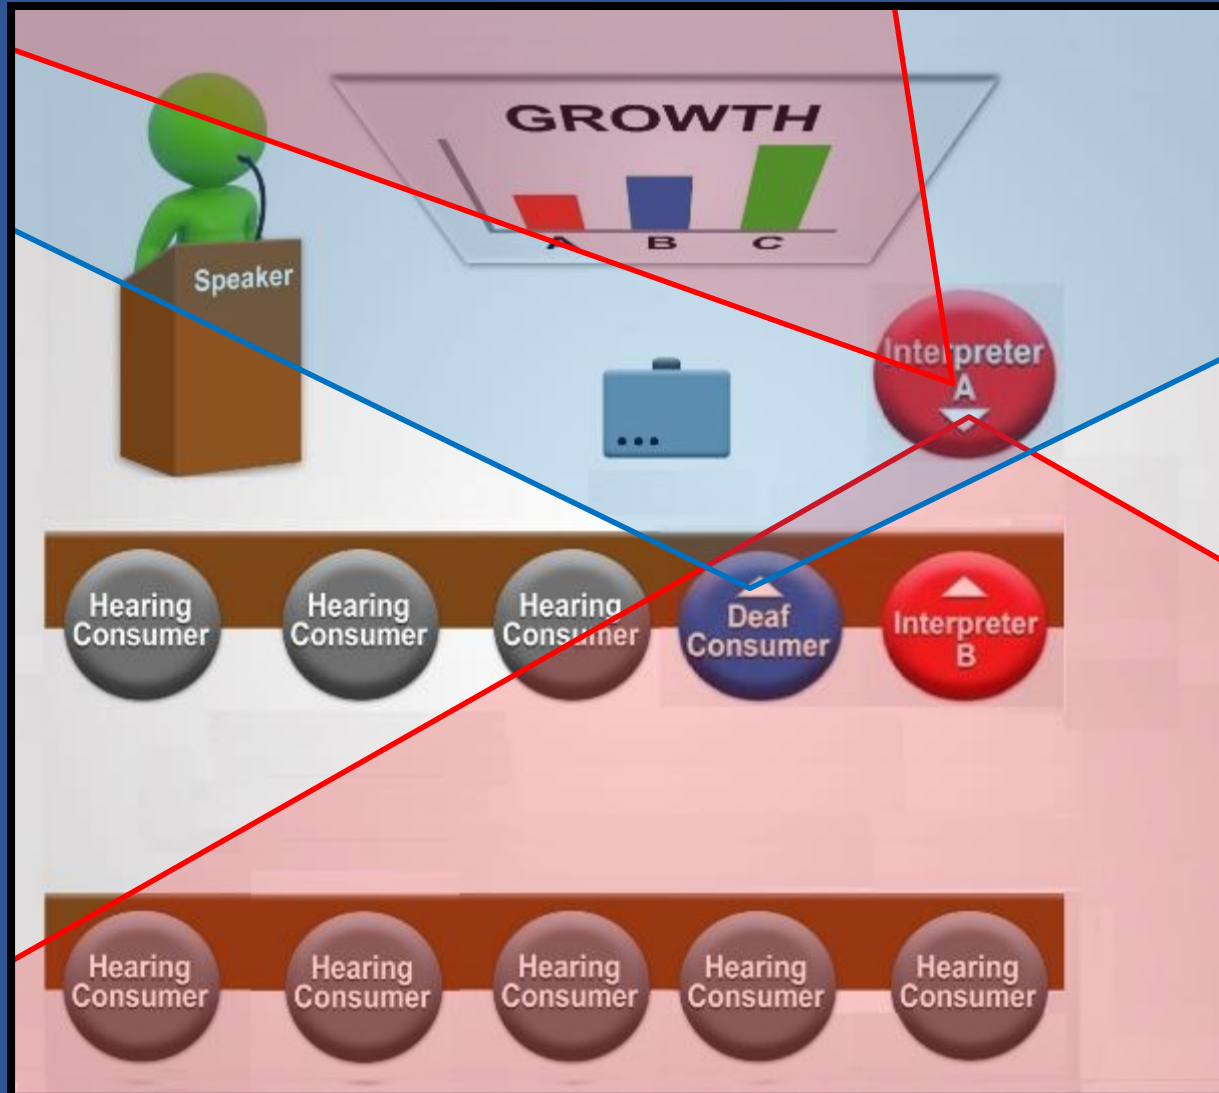 GROWTH
A B C
Speaker
Interpreter
A
Hearing
Consumer
Hearing
Consumer
Hearing
Consumer
Deaf
Consumer
Interpreter
B
Hearing
Consumer
Hearing
Consumer
Hearing
Consumer
Hearing
Consumer
Hearing
Consumer